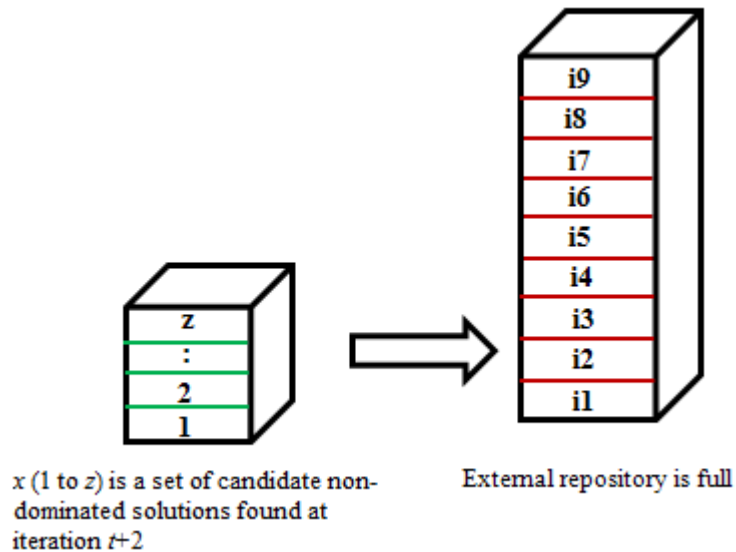 z
:
2
1
i9
i8
i7
i6
i5
i4
i3
i2
i1
x (1 to z) is a set of candidate non-
dominated solutions found at
iteration t+2
External repository is full